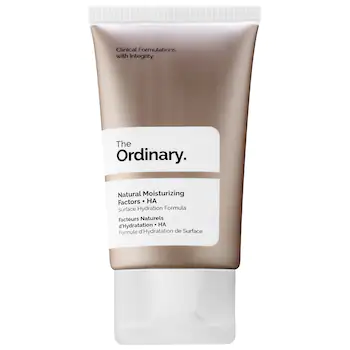 Clinical Formulations
with Integrity.
The
Ordinary.
Natural Moisturizing
Factors + HA
Surface Hydration Formula
Facteurs Naturels
d'Hydratation + HA
Formule d'Hydratation de Surface